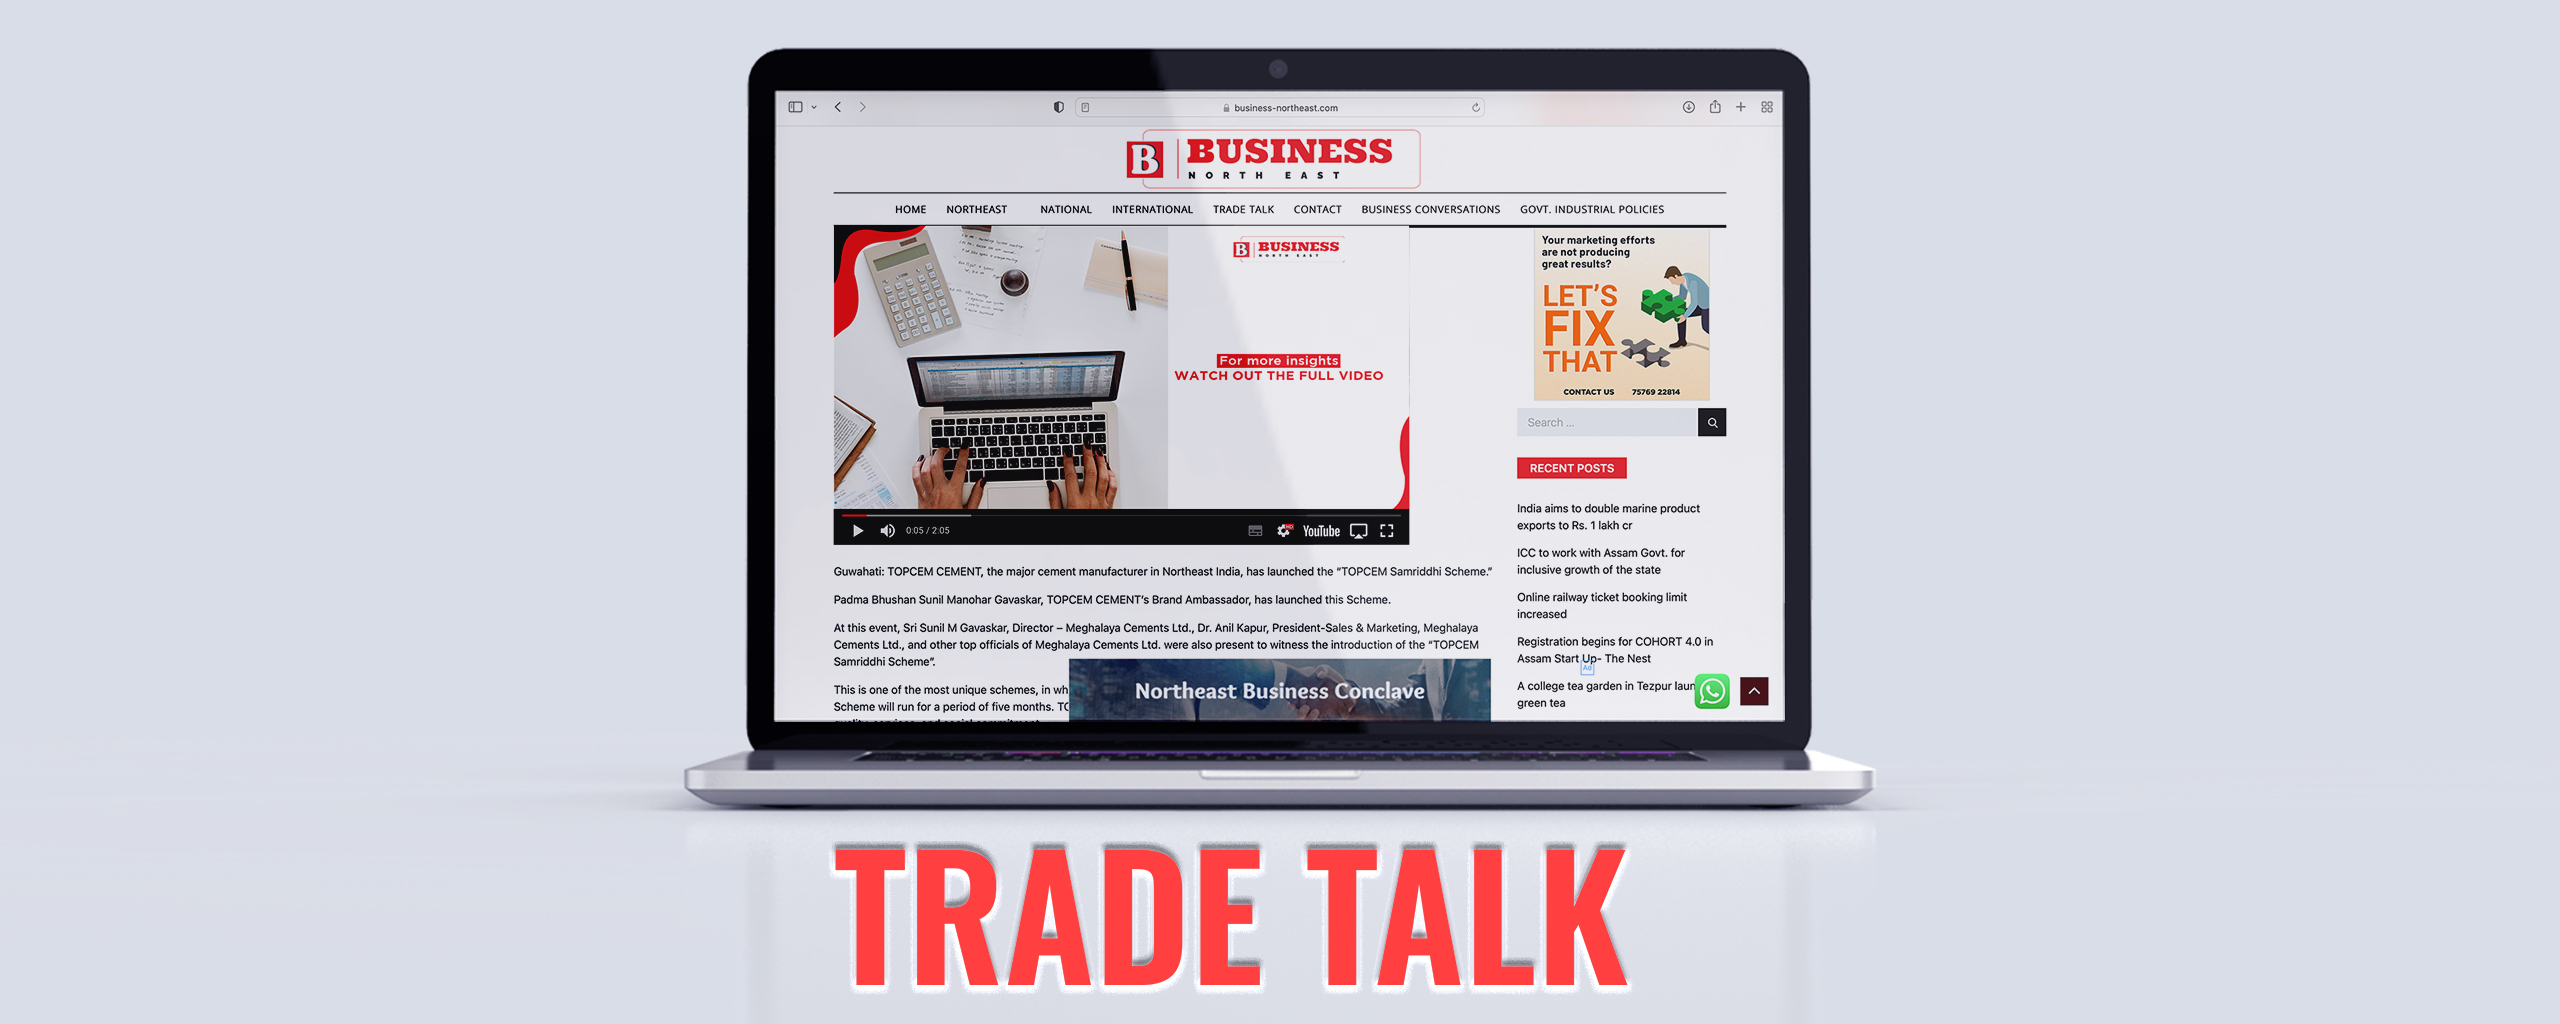 business-northeast.com
B BUSINESS
NORTH EAST
HOME NORTHEAST NATIONAL INTERNATIONAL TRADE TALK CONTACT BUSINESS CONVERSATIONS GOVT. INDUSTRIAL POLICIES
B BUSINESS
NORTH EAST
For more insights
WATCH OUT THE FULL VIDEO
0:05 / 2:05
HD
YouTube
Guwahati: TOPCEM CEMENT, the major cement manufacturer in Northeast India, has launched the “TOPCEM Samriddhi Scheme.”
Padma Bhushan Sunil Manohar Gavaskar, TOPCEM CEMENT’s Brand Ambassador, has launched this Scheme.
At this event, Sri Sunil M Gavaskar, Director – Meghalaya Cements Ltd., Dr. Anil Kapur, President-Sales & Marketing, Meghalaya
Cements Ltd., and other top officials of Meghalaya Cements Ltd. were also present to witness the introduction of the “TOPCEM
Samriddhi Scheme”.
This is one of the most unique schemes, in wh
Scheme will run for a period of five months. TO
Northeast Business Conclave
Your marketing efforts
are not producing
great results?
LET’S
FIX
THAT
CONTACT US 75769 22814
Search ...
RECENT POSTS
India aims to double marine product
exports to Rs. 1 lakh cr
ICC to work with Assam Govt. for
inclusive growth of the state
Online railway ticket booking limit
increased
Registration begins for COHORT 4.0 in
Assam Start Up- The Nest
Ad
A college tea garden in Tezpur laun
green tea
TRADE TALK